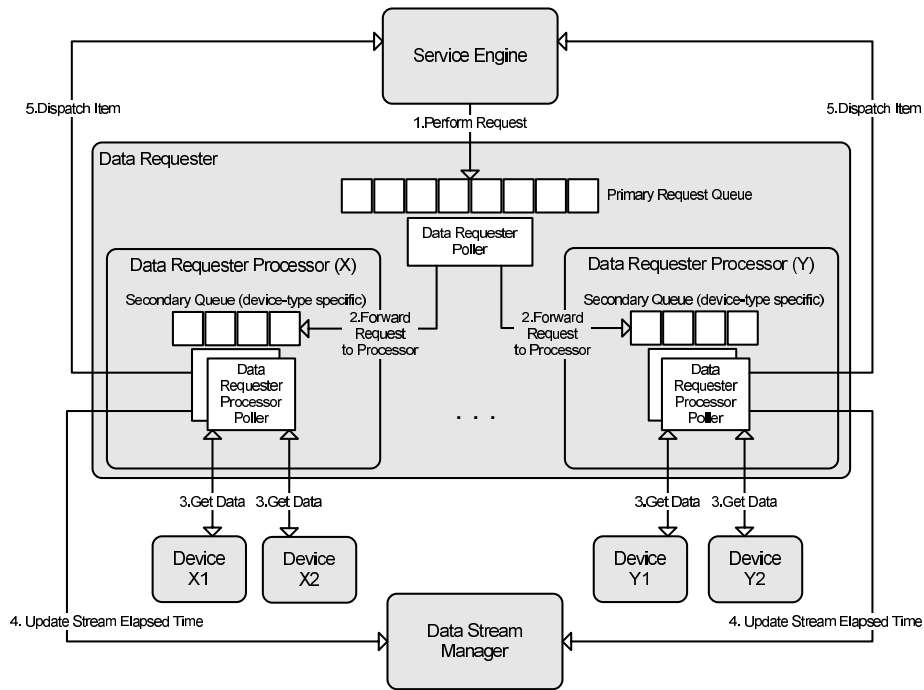 Service Engine
5.Dispatch Item
5.Dispatch Item
1.Perform Request
Data Requester
Primary Request Queue
Data Requester
Poller
Data Requester Processor (X)
Data Requester Processor (Y)
Secondary Queue (device-type specific)
Secondary Queue (device-type specific)
2.Forward
Request
to Processor
2.Forward
Request
to Processor
Data
Requester
Processor
Poller
Data
Requester
Processor
Poller
. . .
3.Get Data
3.Get Data
3.Get Data
3.Get Data
Device
X1
Device
X2
Device
Y1
Device
Y2
4. Update Stream Elapsed Time
4. Update Stream Elapsed Time
Data Stream
Manager